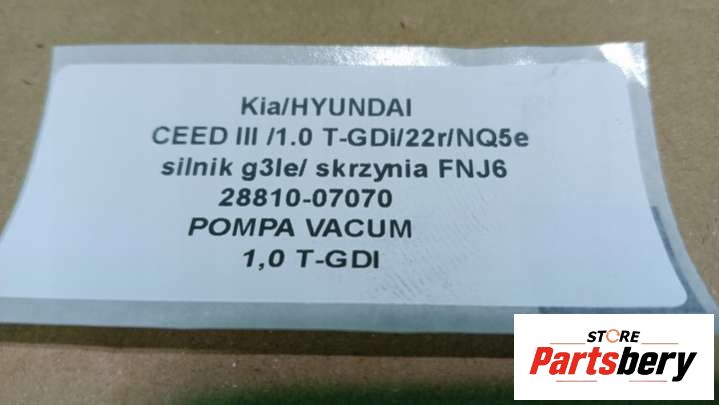 Kia/HYUNDAI
CEED III /1.0 T-GDi/22r/NQ5e
silnik g3le/ skrzynia FNJ6
28810-07070
POMPA VACUM
1,0 T-GDI
STORE
Partsbery